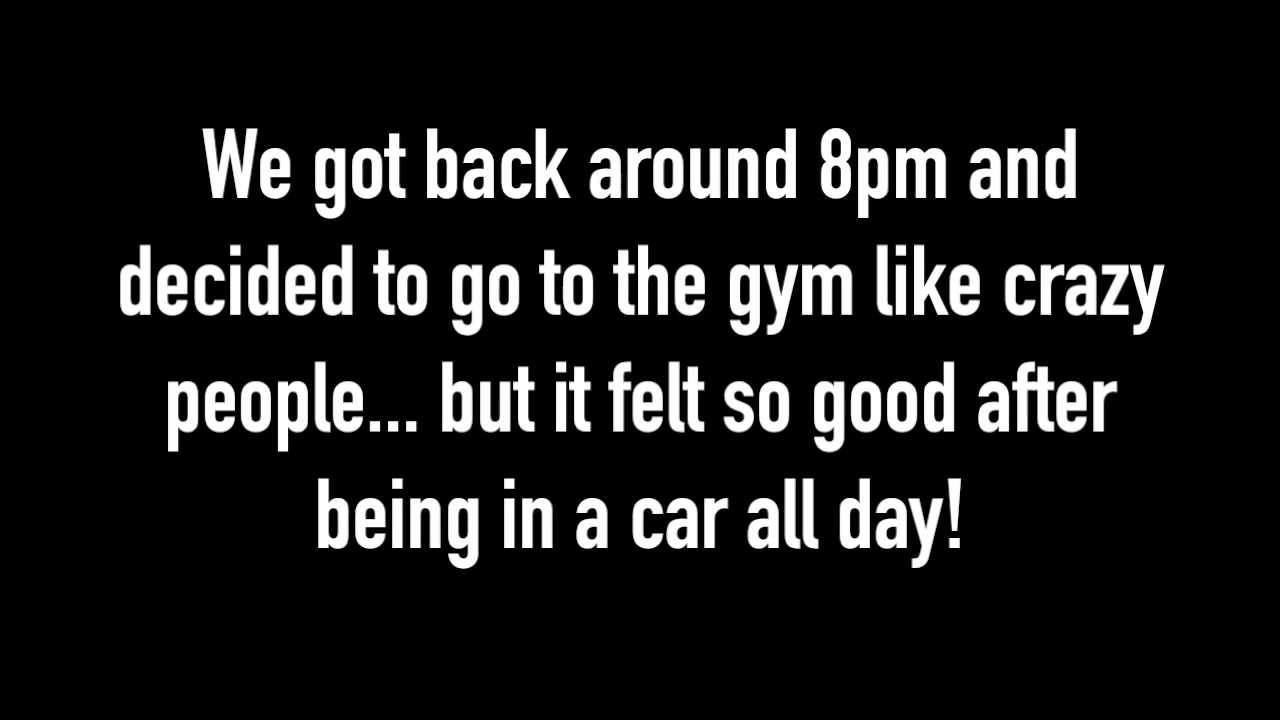 We got back around 8pm and
decided to go to the gym like crazy
people... but it felt so good after
being in a car all day!